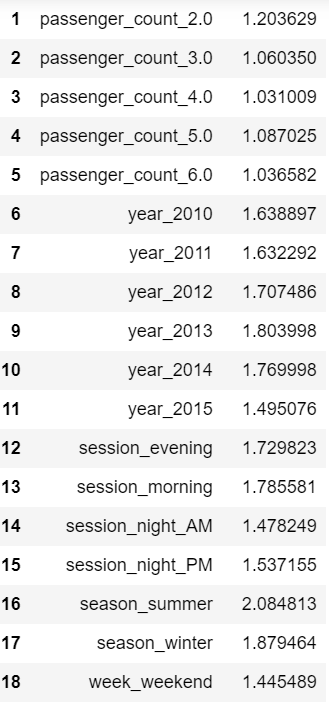 1 passenger_count_2.0 1.203629
2 passenger_count_3.0 1.060350
3 passenger_count_4.0 1.031009
4 passenger_count_5.0 1.087025
5 passenger_count_6.0 1.036582
6 year_2010 1.638897
7 year_2011 1.632292
8 year_2012 1.707486
9 year_2013 1.803998
10 year_2014 1.769998
11 year_2015 1.495076
12 session_evening 1.729823
13 session_morning 1.785581
14 session_night_AM 1.478249
15 session_night_PM 1.537155
16 season_summer 2.084813
17 season_winter 1.879464
18 week_weekend 1.445489